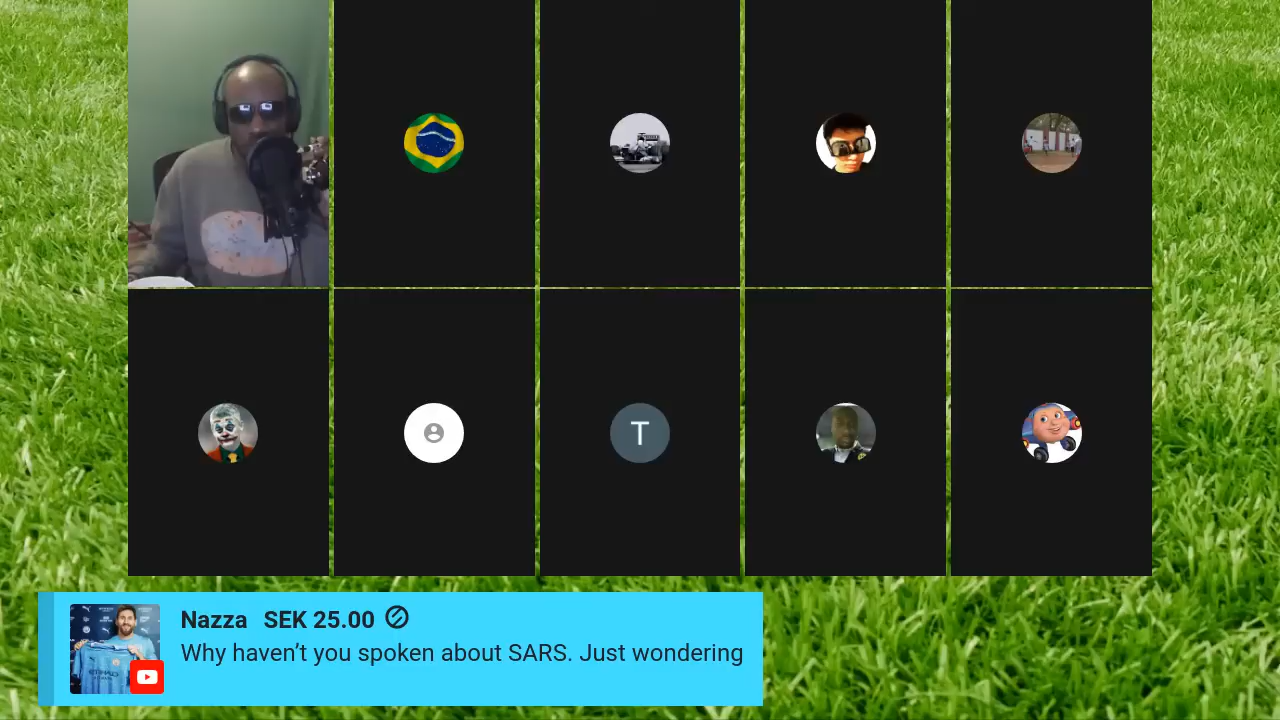 T
Nazza SEK 25.00
Why haven’t you spoken about SARS. Just wondering